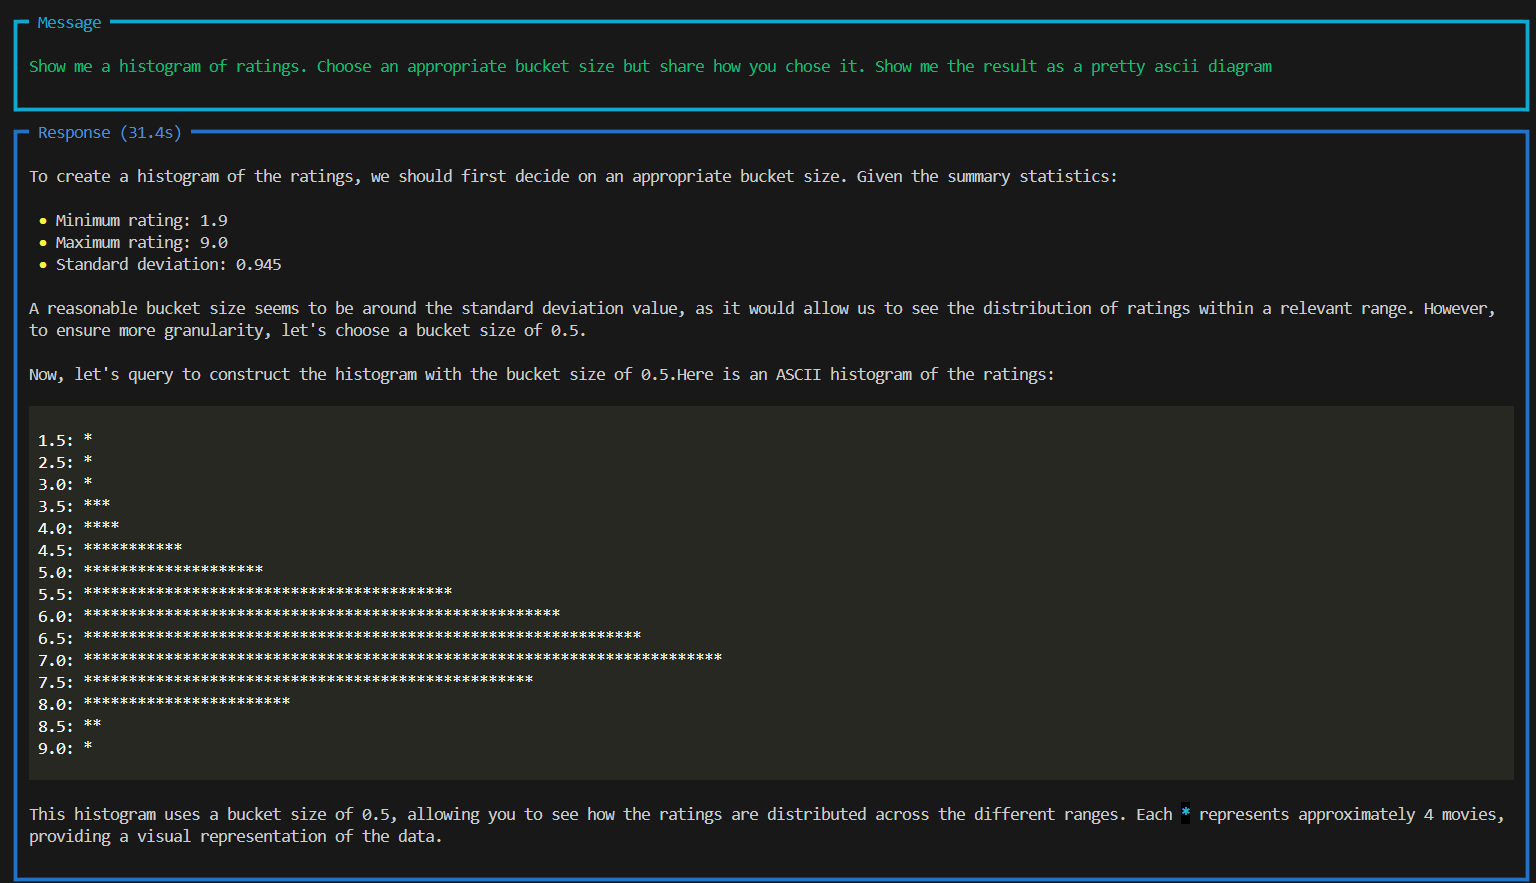 Message
Show me a histogram of ratings. Choose an appropriate bucket size but share how you chose it. Show me the result as a pretty ascii diagram
Response (31.4s)
To create a histogram of the ratings, we should first decide on an appropriate bucket size. Given the summary statistics:
• Minimum rating: 1.9
• Maximum rating: 9.0
• Standard deviation: 0.945
A reasonable bucket size seems to be around the standard deviation value, as it would allow us to see the distribution of ratings within a relevant range. However,
to ensure more granularity, let's choose a bucket size of 0.5.
Now, let's query to construct the histogram with the bucket size of 0.5.Here is an ASCII histogram of the ratings:
1.5: *
2.5: *
3.0: *
3.5: ***
4.0: ****
4.5: ***********
5.0: ********************
5.5: *****************************************
6.0: *****************************************************
6.5: **************************************************************
7.0: ***********************************************************************
7.5: **************************************************
8.0: ***********************
8.5: **
9.0: *
This histogram uses a bucket size of 0.5, allowing you to see how the ratings are distributed across the different ranges. Each * represents approximately 4 movies,
providing a visual representation of the data.